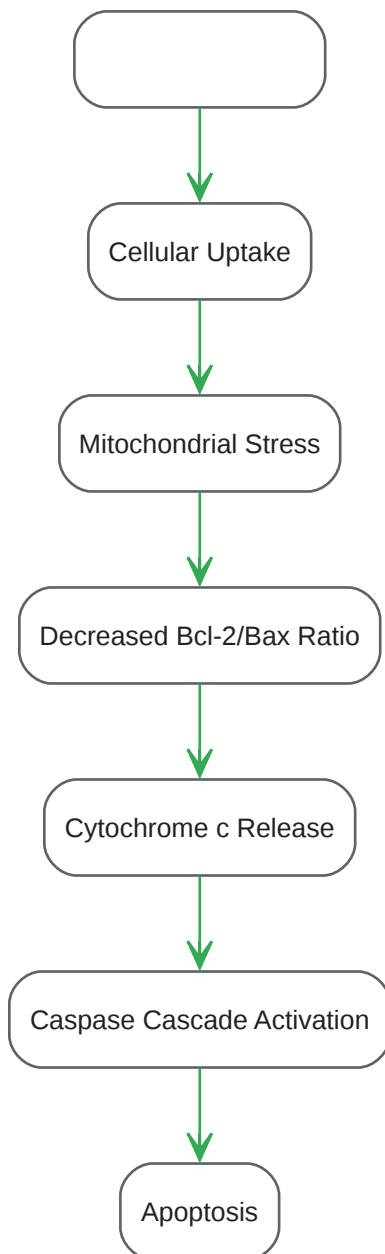 Cellular Uptake
Mitochondrial Stress
Decreased Bcl-2/Bax Ratio
Cytochrome c Release
Caspase Cascade Activation
Apoptosis